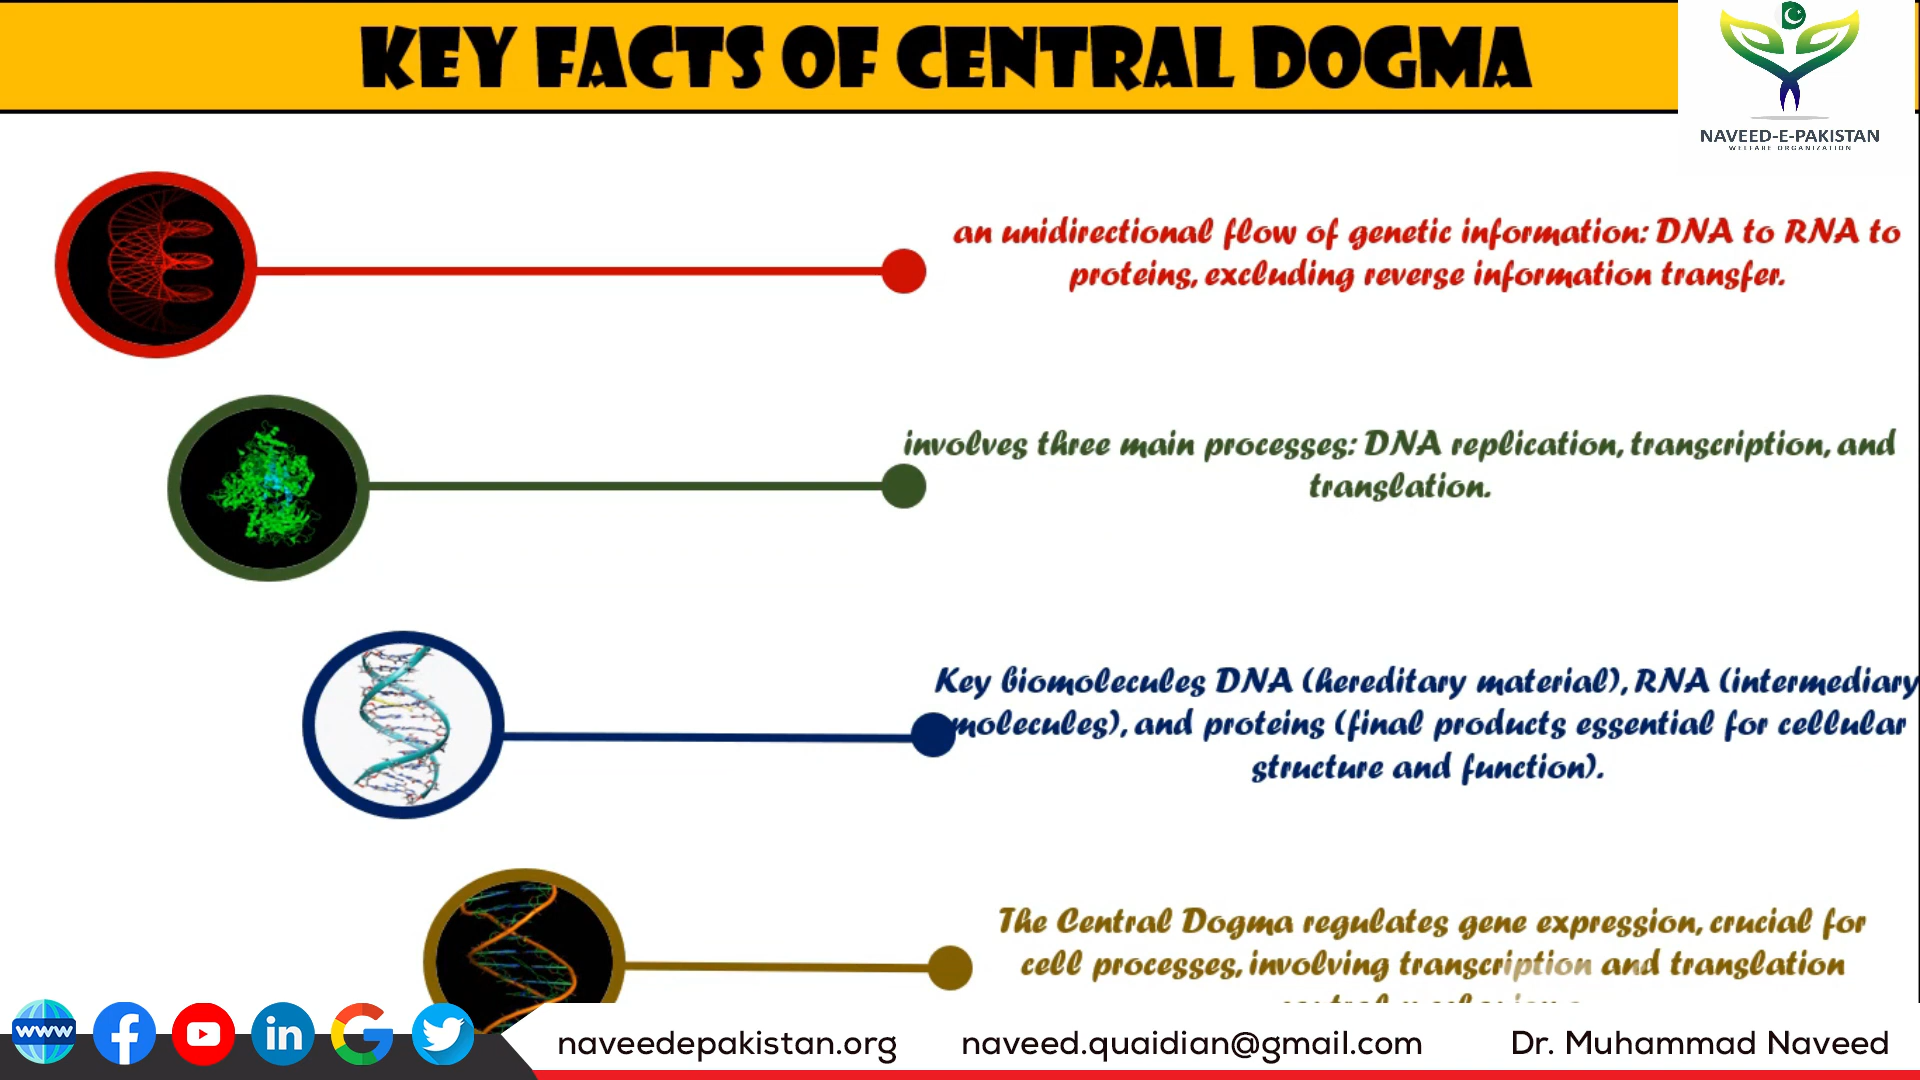 KEY FACTS OF CENTRAL DOGMA
NAVEED-E-PAKISTAN
WELFARE ORGANIZATION
an unidirectional flow of genetic information: DNA to RNA to
proteins, excluding reverse information transfer.
involves three main processes: DNA replication, transcription, and
translation.
Key biomolecules DNA (hereditary material), RNA (intermediary
molecules), and proteins (final products essential for cellular
structure and function).
The Central Dogma regulates gene expression, crucial for
cell processes, involving transcription and translation
www
in
naveedepakistan.org
naveed.quaidian@gmail.com
Dr. Muhammad Naveed